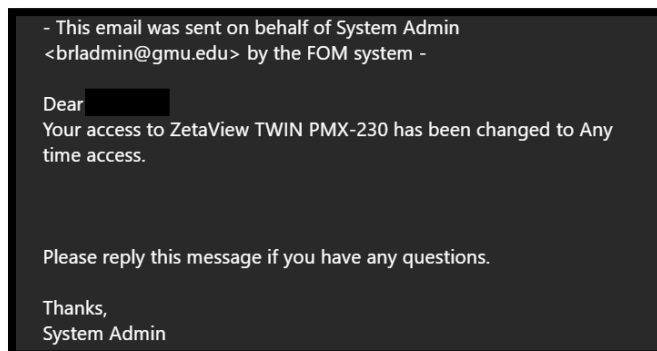 - This email was sent on behalf of System Admin
<brladmin@gmu.edu> by the FOM system -
Dear
Your access to ZetaView TWIN PMX-230 has been changed to Any
time access.
Please reply this message if you have any questions.
Thanks,
System Admin